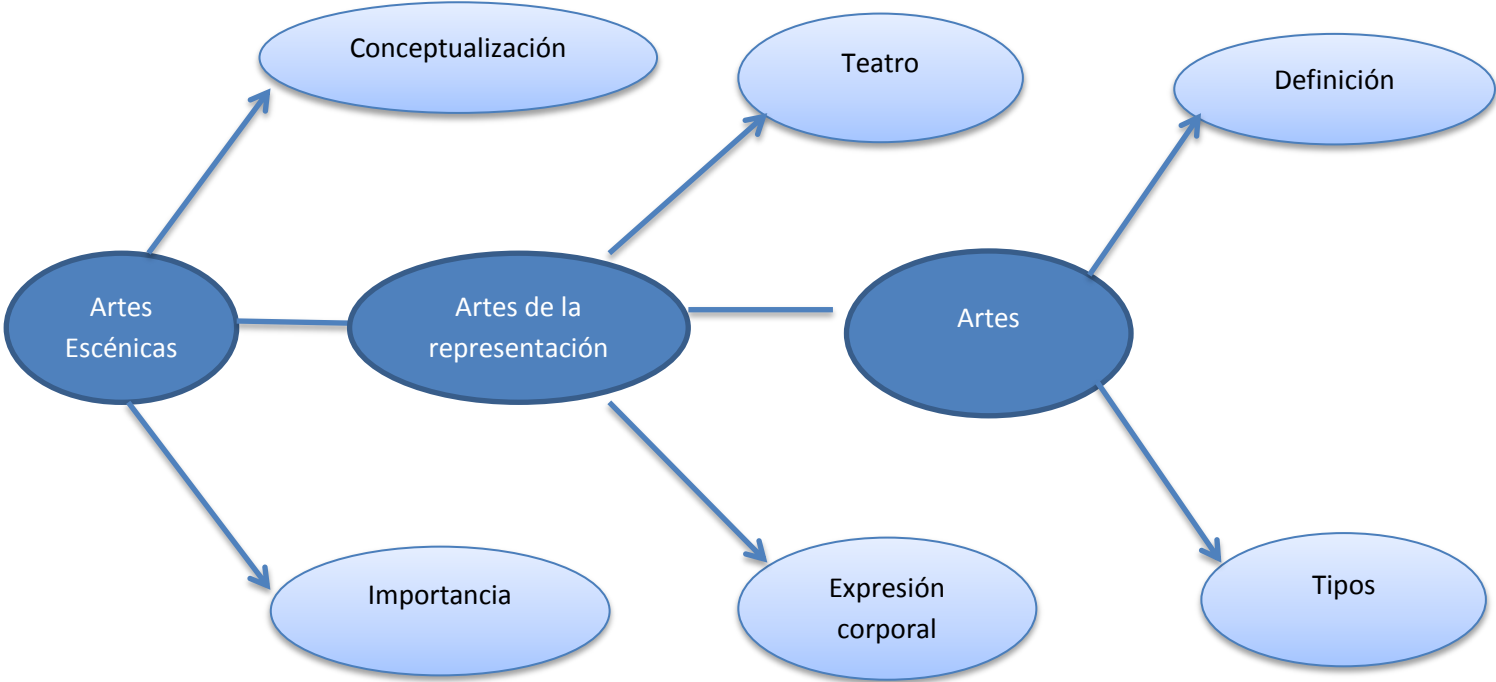 Conceptualización
Teatro
Definición
Artes
Escénicas
Artes de la
representación
Artes
Importancia
Expresión
corporal
Tipos